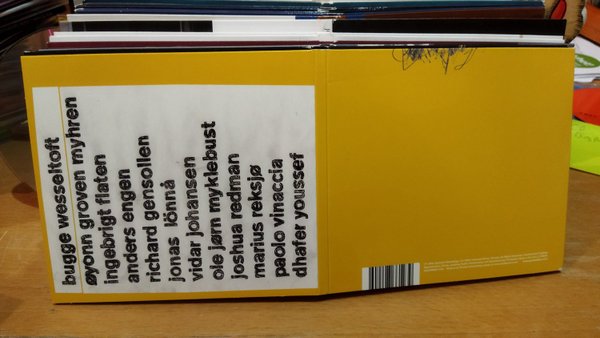 bugge wesseltoft
øyonn groven myhren
ingebrigt flaten
anders engen
richard gensollen
jonas lönnå
vidar johansen
ole jørn myklebust
joshua redman
marius reksjø
paolo vinaccia
dhafer youssef